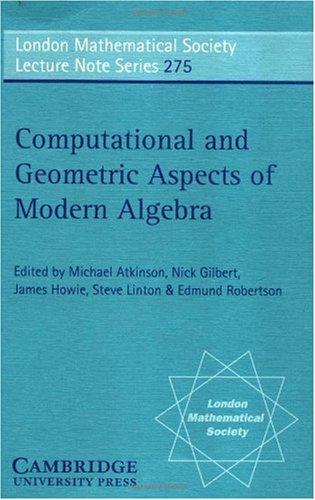 London Mathematical Society
Lecture Note Series 275
Computational and
Geometric Aspects of
Modern Algebra
Edited by Michael Atkinson, Nick Gilbert,
James Howie, Steve Linton & Edmund Robertson
London
Mathematical
Society
CAMBRIDGE
UNIVERSITY PRESS